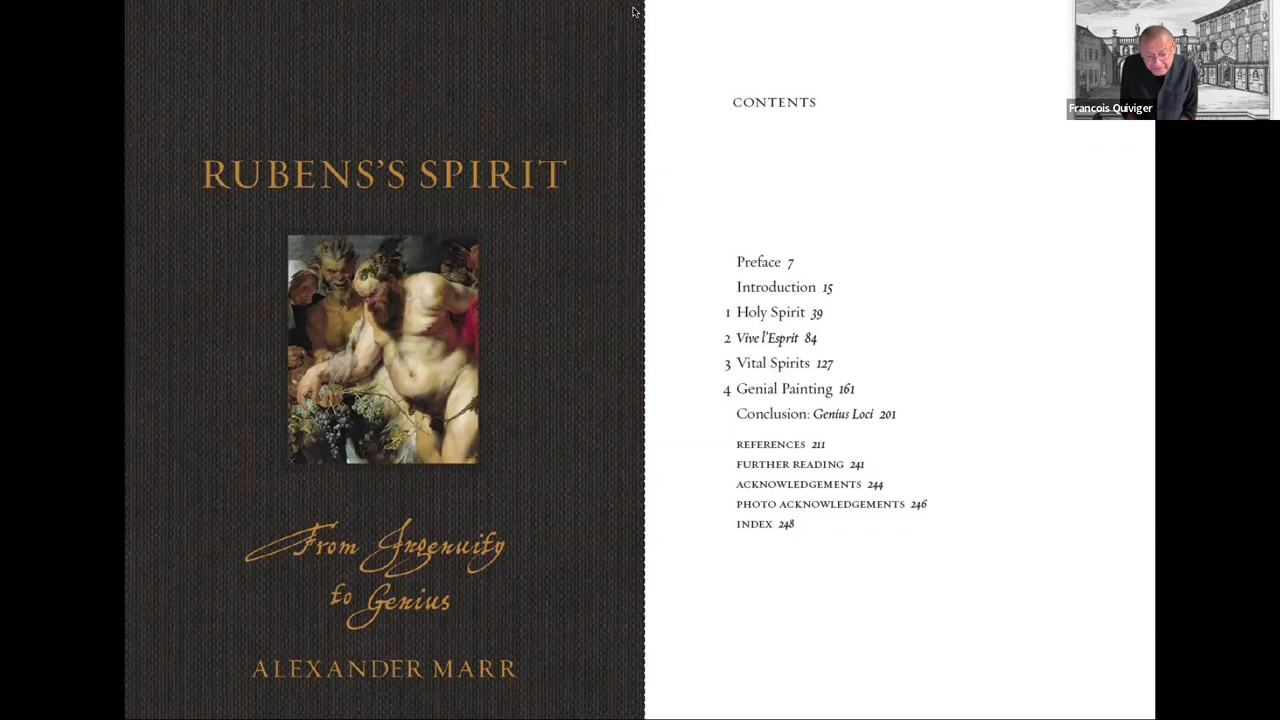 RUBENS'S SPIRIT
From Ingenuity
to Genius
ALEXANDER MARR
CONTENTS
Preface 7
Introduction 15
1 Holy Spirit 39
2 Vive l'Esprit 84
3 Vital Spirits 127
4 Genial Painting 161
Conclusion: Genius Loci 201
REFERENCES 211
FURTHER READING 241
ACKNOWLEDGEMENTS 244
PHOTO ACKNOWLEDGEMENTS 246
INDEX 248
Francois Quiviger